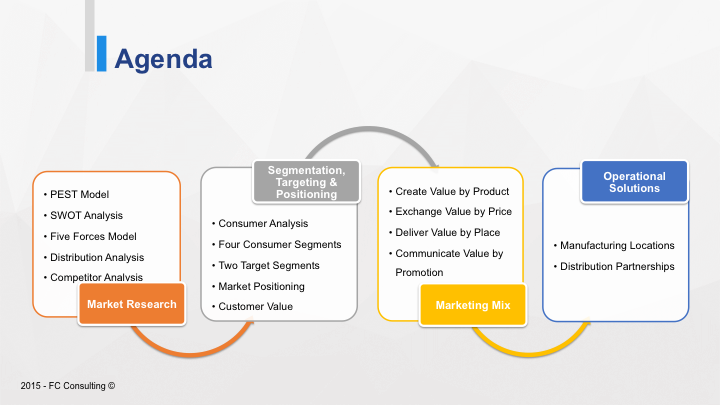 Agenda
• PEST Model
• SWOT Analysis
• Five Forces Model
• Distribution Analysis
• Competitor Analysis
Market Research
Segmentation,
Targeting &
Positioning
• Consumer Analysis
• Four Consumer Segments
• Two Target Segments
• Market Positioning
• Customer Value
• Create Value by Product
• Exchange Value by Price
• Deliver Value by Place
• Communicate Value by
Promotion
Marketing Mix
Operational
Solutions
• Manufacturing Locations
• Distribution Partnerships
2015 - FC Consulting ©